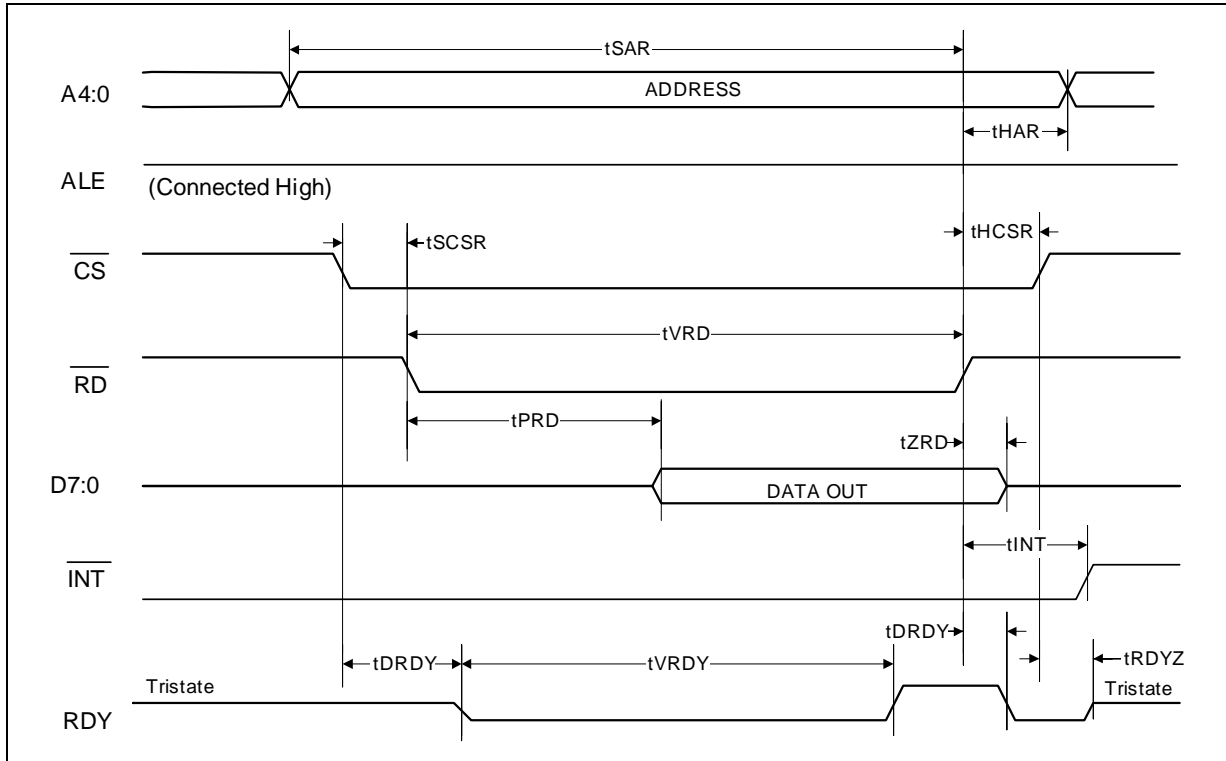 tSAR
A4:0
ADDRESS
tHAR
ALE
(Connected High)
tSCSR
tHCSR
CS
tVRD
RD
tPRD
tZRD
D7:0
DATA OUT
tINT
INT
tDRDY
tDRDY
tVRDY
tRDYZ
Tristate
Tristate
RDY